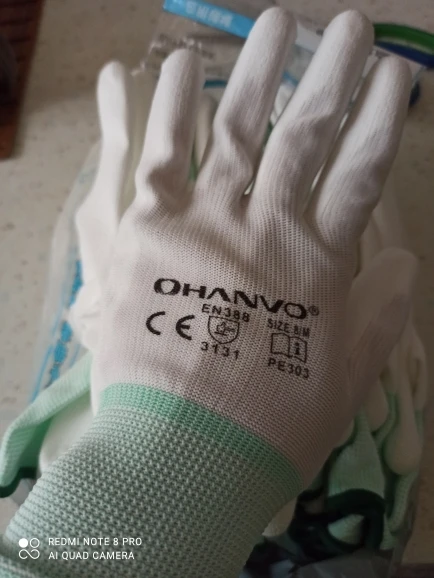 OHANVO®
EN388
CE
3131
SIZE 8/M
PE303
REDMI NOTE 8 PRO
AI QUAD CAMERA